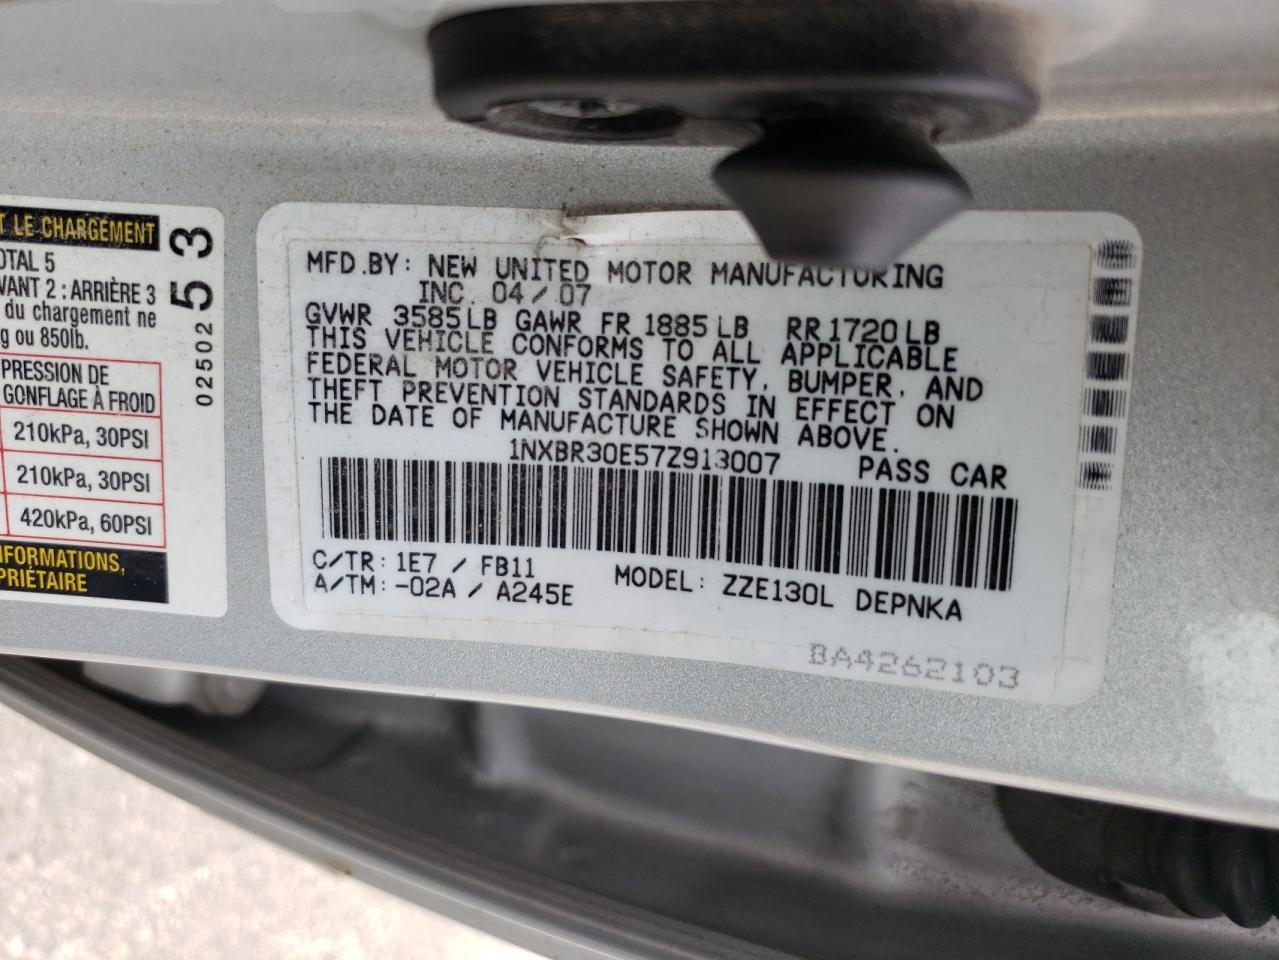 T LE CHARGEMENT
OTAL 5
VANT 2 : ARRIÈRE 3
du chargement ne
g ou 850lb.
PRESSION DE
GONFLAGE À FROID
210kPa, 30PSI
210kPa, 30PSI
420kPa, 60PSI
NFORMATIONS,
PRIÉTAIRE
02502 53
MFD.BY: NEW UNITED MOTOR MANUFACTURING
INC. 04/07
GVWR 3585LB GAWR FR 1885LB RR 1720LB
THIS VEHICLE CONFORMS TO ALL APPLICABLE
FEDERAL MOTOR VEHICLE SAFETY, BUMPER, AND
THEFT PREVENTION STANDARDS IN EFFECT ON
THE DATE OF MANUFACTURE SHOWN ABOVE.
1NXBR30E57Z913007 PASS CAR
C/TR: 1E7 / FB11
A/TM: -02A / A245E
MODEL: ZZE130L DEPNKA
BA4262103